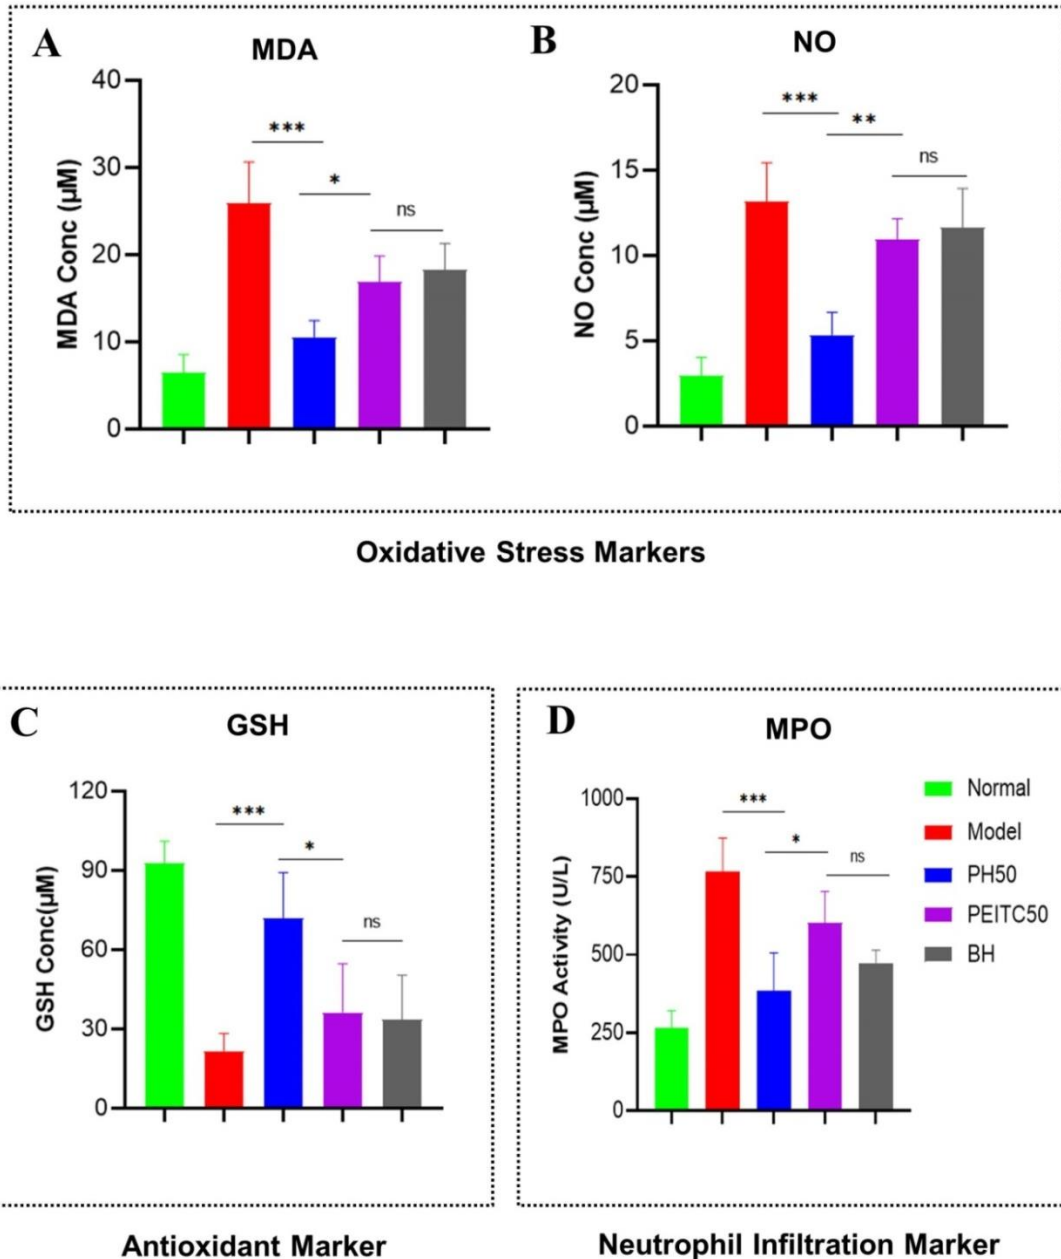 A
MDA
MDA Conc (µM)
40
30
20
10
0
***
*
ns
B
NO
NO Conc (µM)
20
15
10
5
0
***
**
ns
Oxidative Stress Markers
C
GSH
GSH Conc(µM)
120
90
60
30
0
***
*
ns
Antioxidant Marker
D
MPO
MPO Activity (U/L)
1000
750
500
250
0
***
*
ns
Normal
Model
PH50
PEITC50
BH
Neutrophil Infiltration Marker